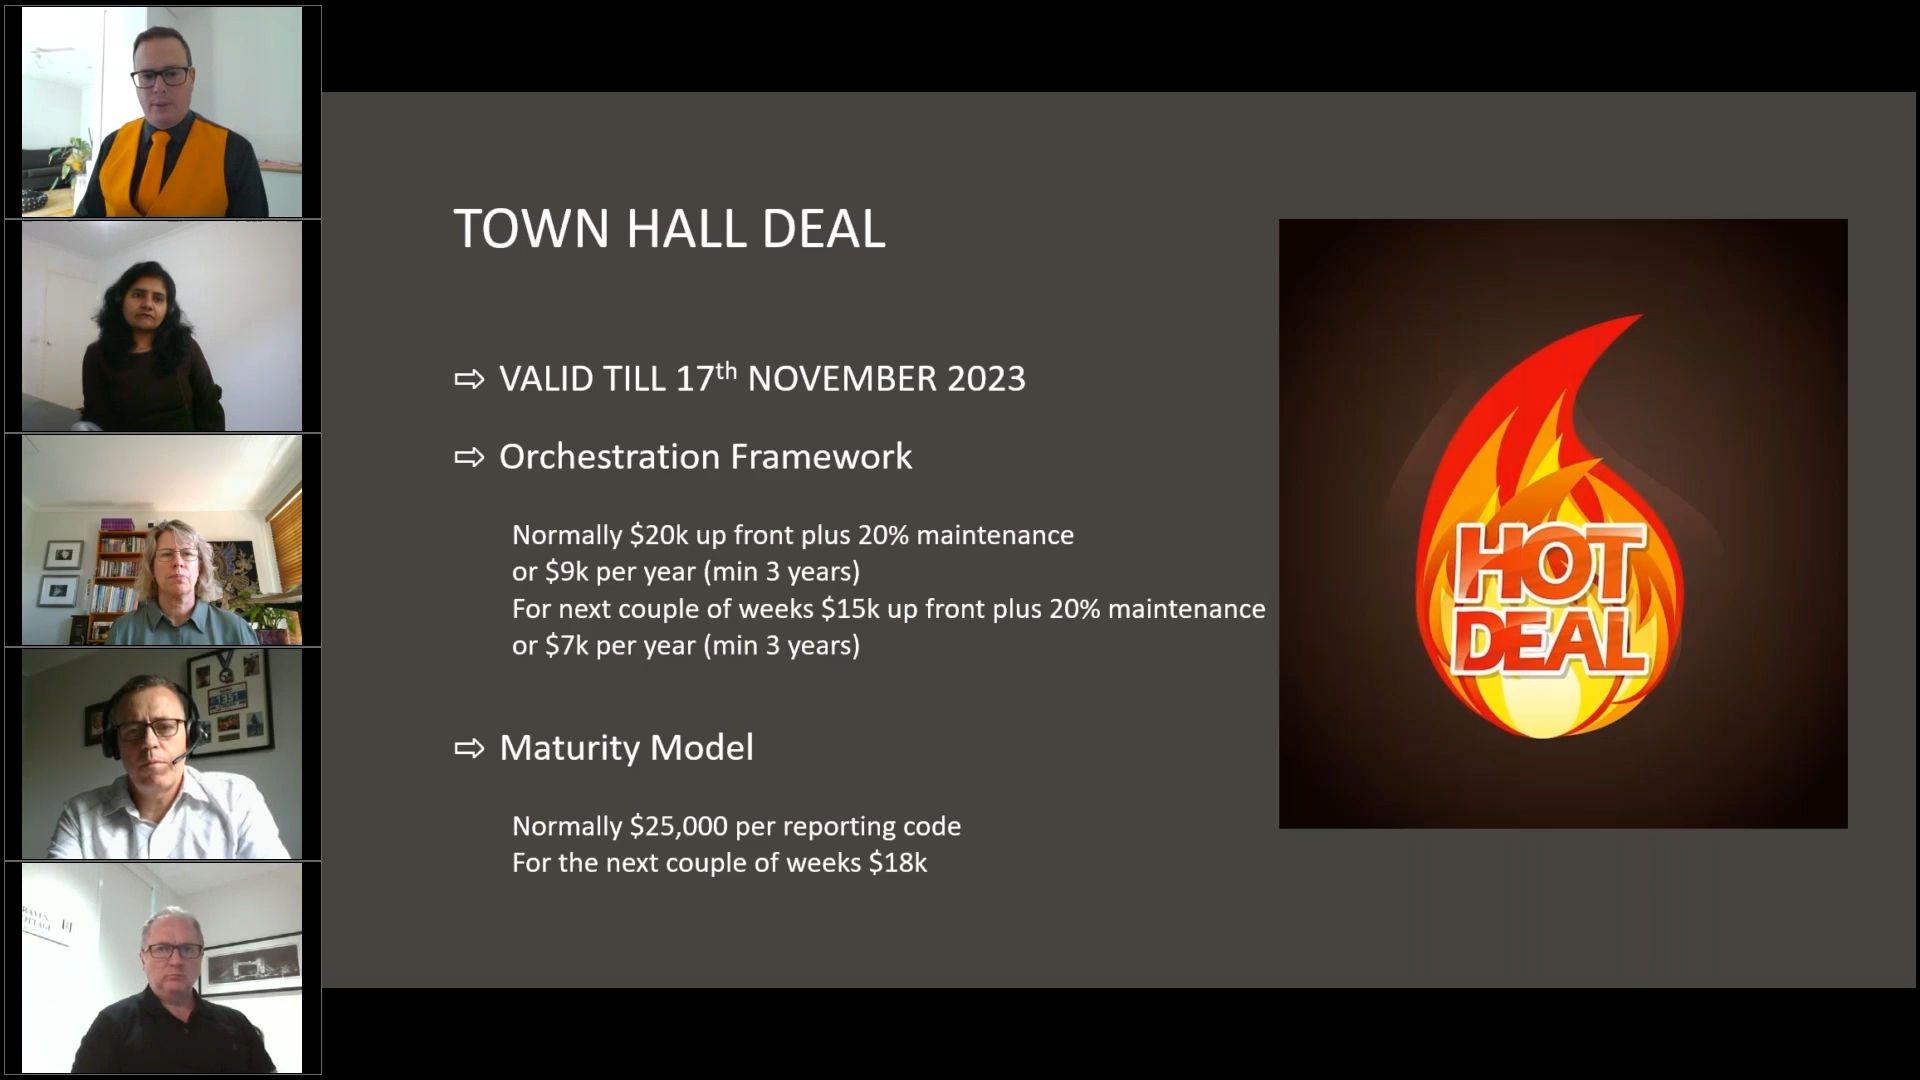 TOWN HALL DEAL
⇨ VALID TILL 17th NOVEMBER 2023
⇨ Orchestration Framework
Normally $20k up front plus 20% maintenance
or $9k per year (min 3 years)
For next couple of weeks $15k up front plus 20% maintenance
or $7k per year (min 3 years)
⇨ Maturity Model
Normally $25,000 per reporting code
For the next couple of weeks $18k
HOT
DEAL
1351